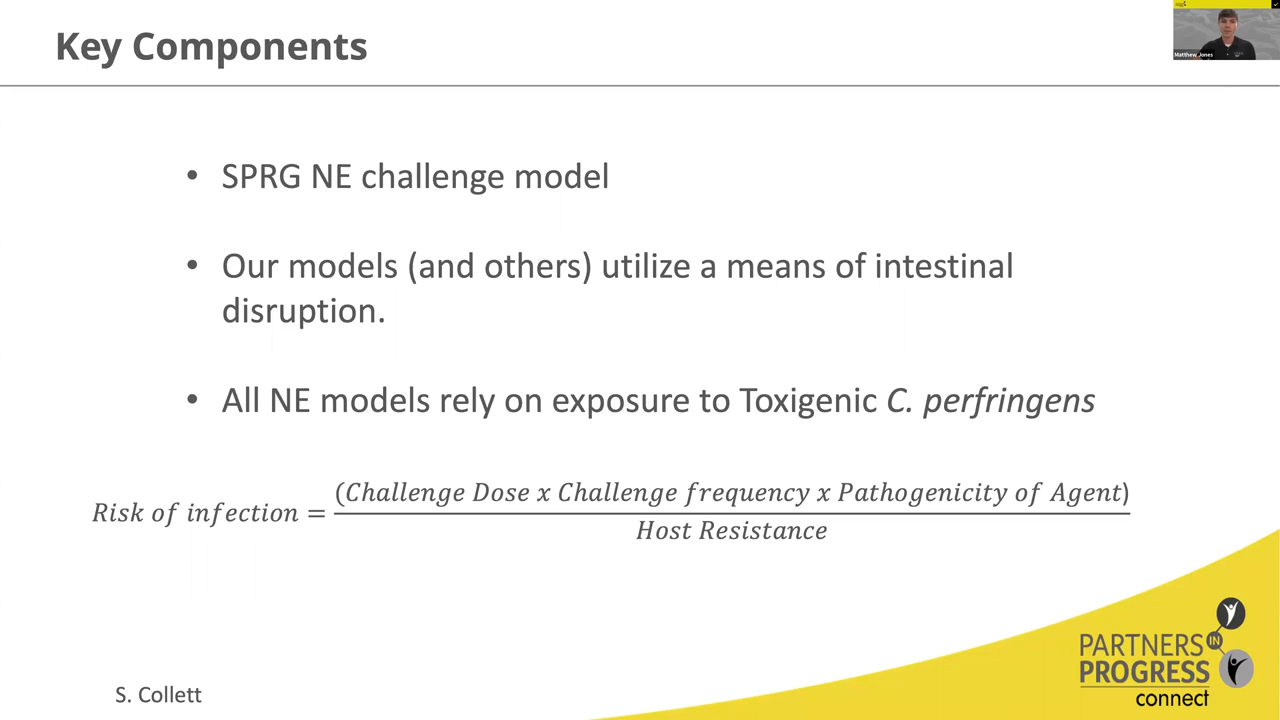 Key Components
Matthew Jones
• SPRG NE challenge model
• Our models (and others) utilize a means of intestinal
disruption.
• All NE models rely on exposure to Toxigenic C. perfringens
Risk of infection = (Challenge Dose x Challenge frequency x Pathogenicity of Agent)
Host Resistance
PARTNERS IN
PROGRESS
connect
S. Collett